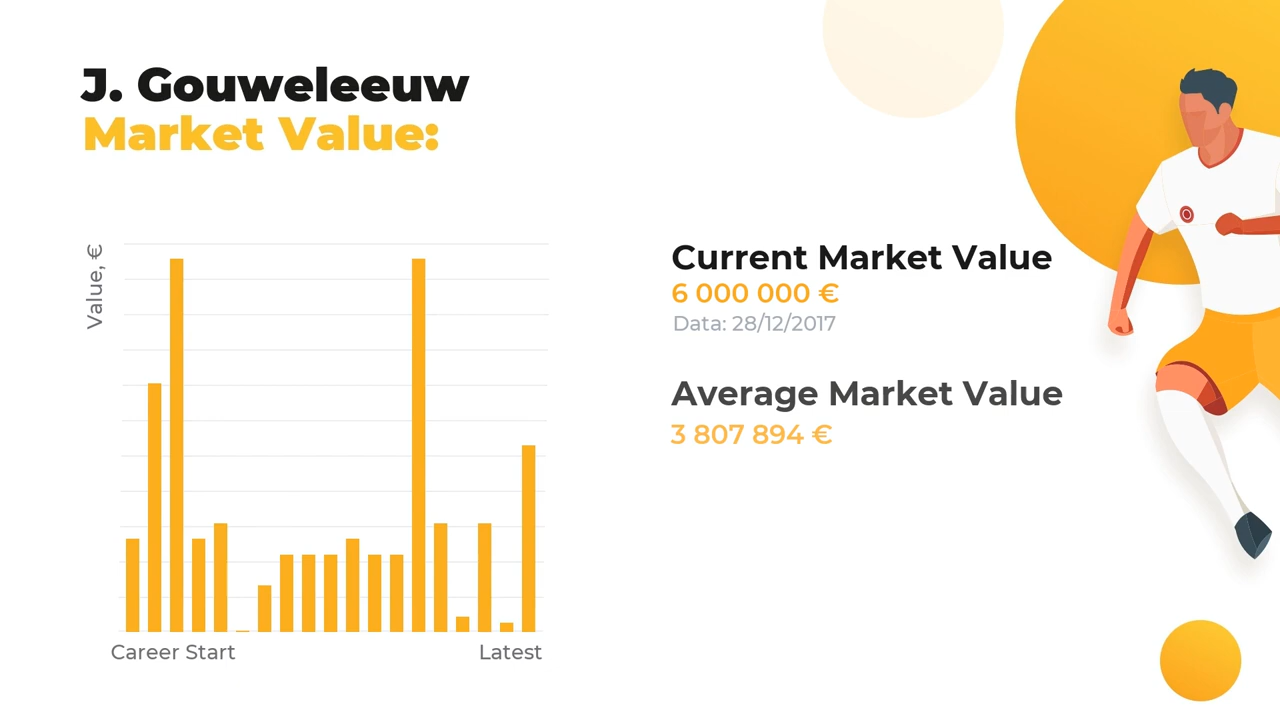 J. Gouweleeuw
Market Value:
Value, €
Career Start
Latest
Current Market Value
6 000 000 €
Data: 28/12/2017
Average Market Value
3 807 894 €